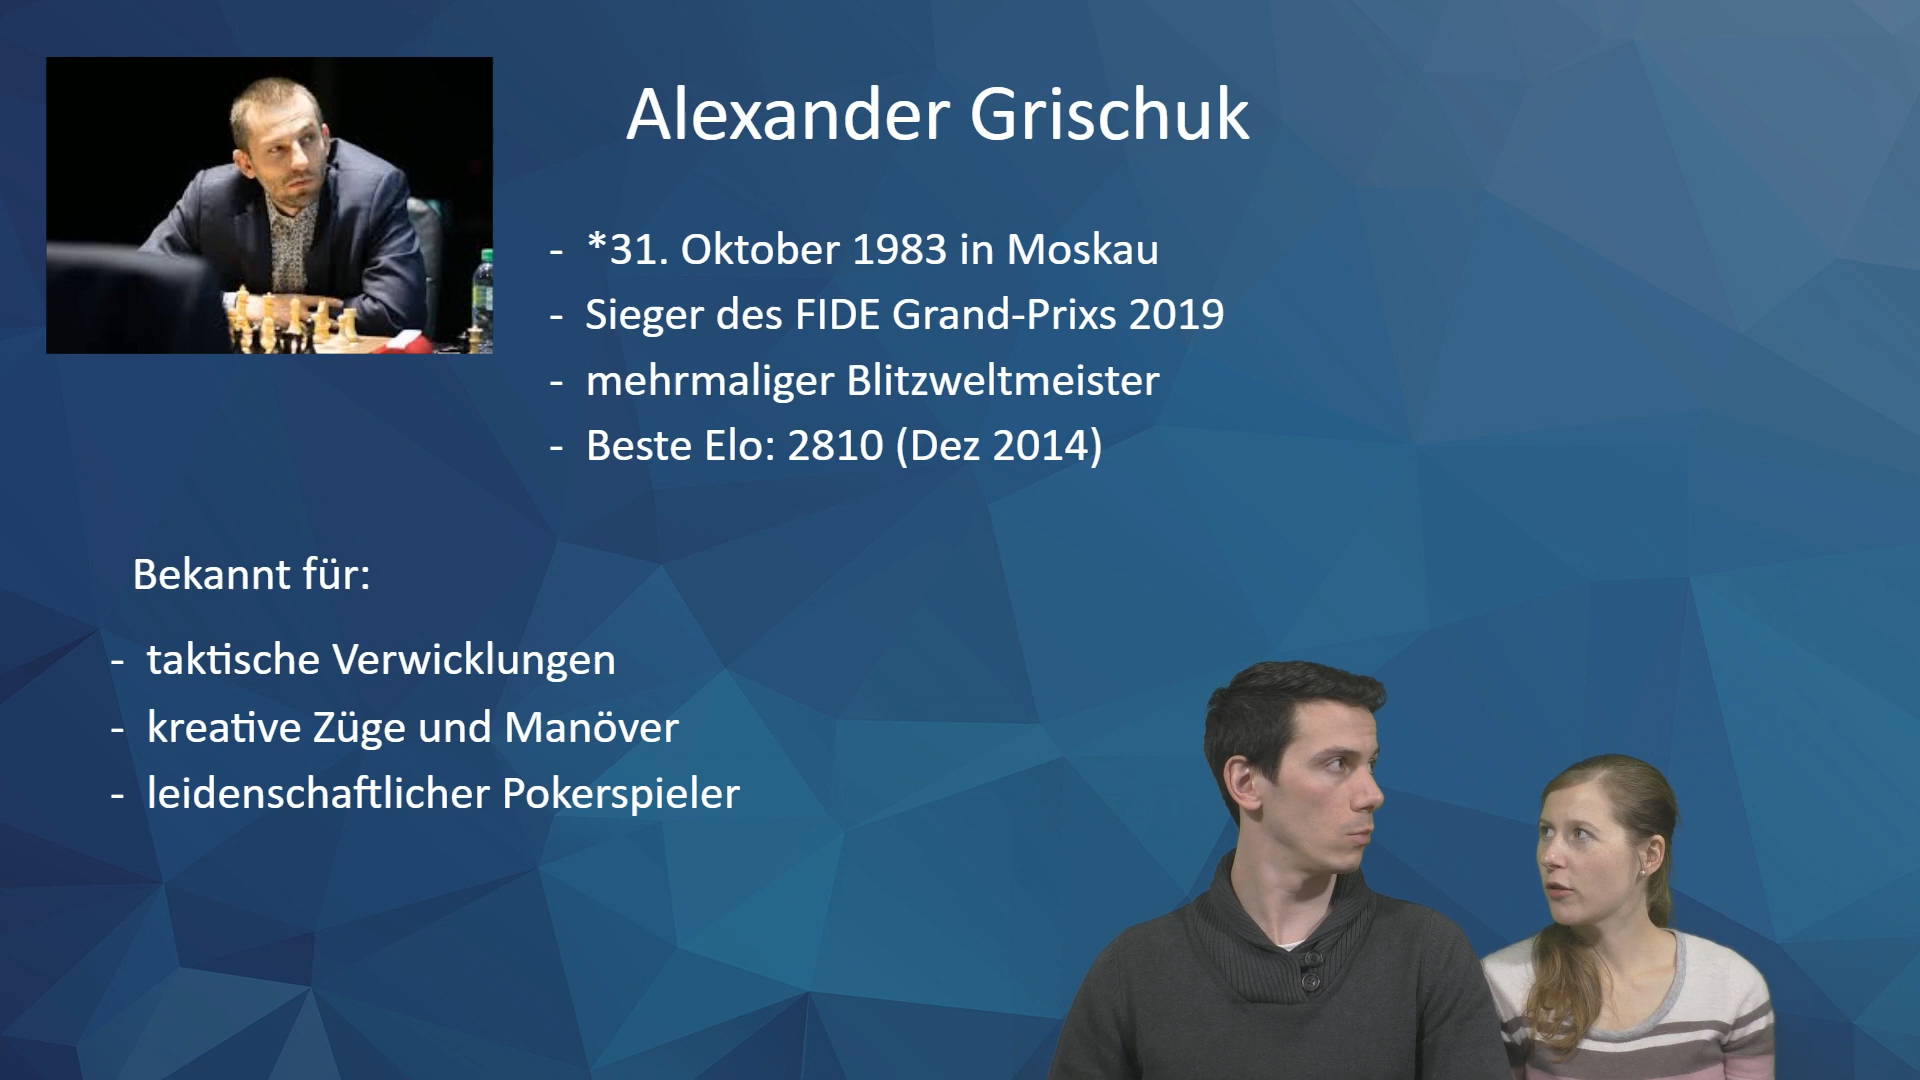 Alexander Grischuk
- *31. Oktober 1983 in Moskau
- Sieger des FIDE Grand-Prixs 2019
- mehrmaliger Blitzweltmeister
- Beste Elo: 2810 (Dez 2014)
Bekannt für:
- taktische Verwicklungen
- kreative Züge und Manöver
- leidenschaftlicher Pokerspieler